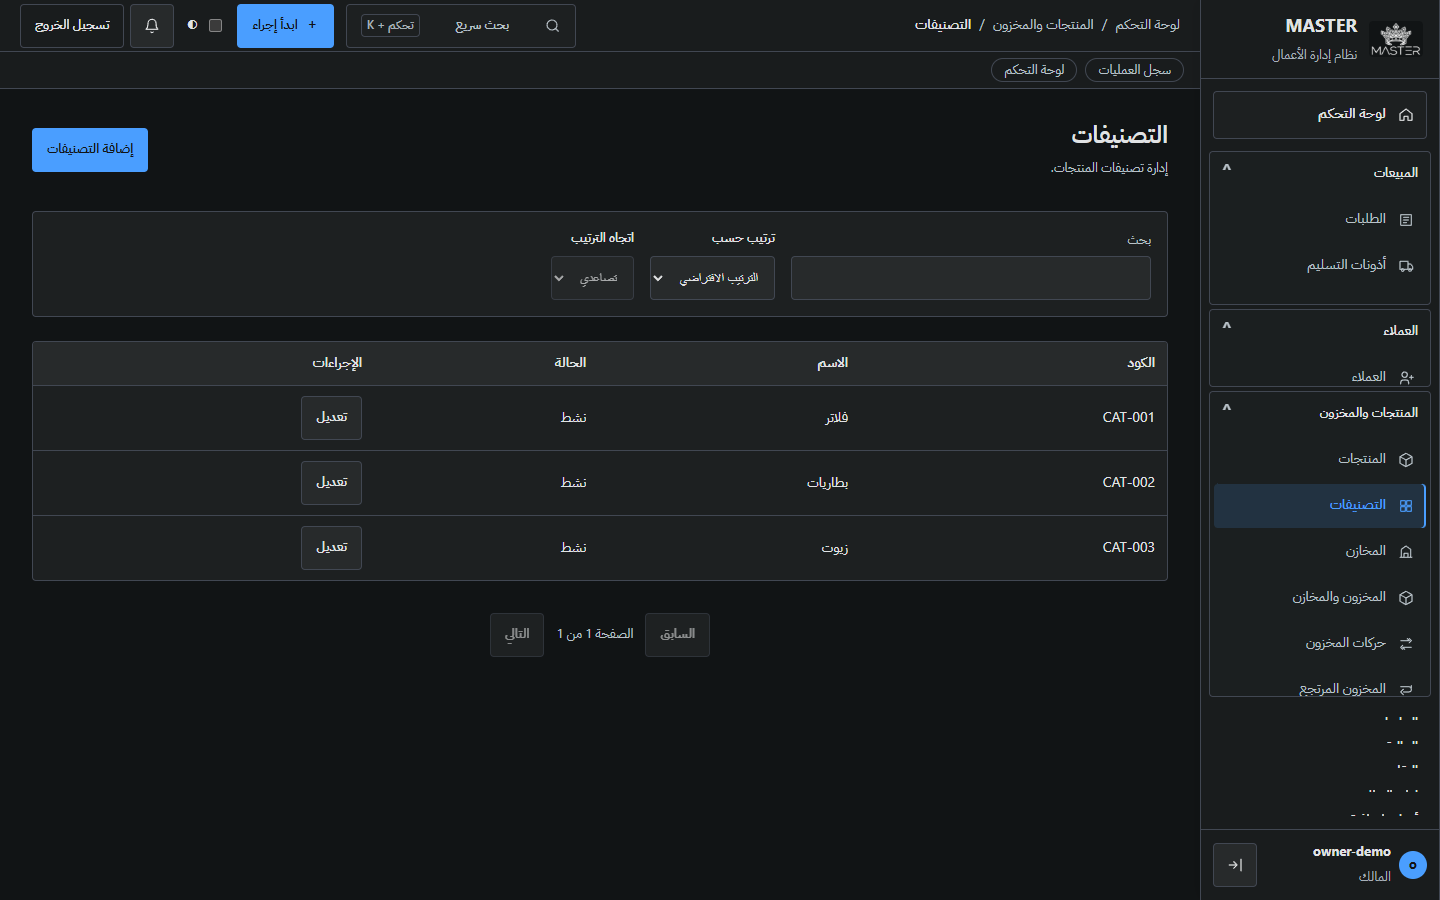 MASTER
نظام إدارة الأعمال
MASTER
لوحة التحكم
المبيعات
الطلبات
أذونات التسليم
العملاء
العملاء
المنتجات والمخزون
المنتجات
التصنيفات
المخازن
المخزون والمخازن
حركات المخزون
المخزون المرتجع
owner-demo
المالك
o
لوحة التحكم / المنتجات والمخزون / التصنيفات
بحث سريع
تحكم + K
+ ابدأ إجراء
تسجيل الخروج
سجل العمليات
لوحة التحكم
التصنيفات
إدارة تصنيفات المنتجات.
إضافة التصنيفات
بحث
ترتيب حسب
اتجاه الترتيب
الترتيب الافتراضي
تصاعدي
الكود الاسم الحالة الإجراءات
CAT-001 فلاتر نشط تعديل
CAT-002 بطاريات نشط تعديل
CAT-003 زيوت نشط تعديل
السابق
الصفحة 1 من 1
التالي